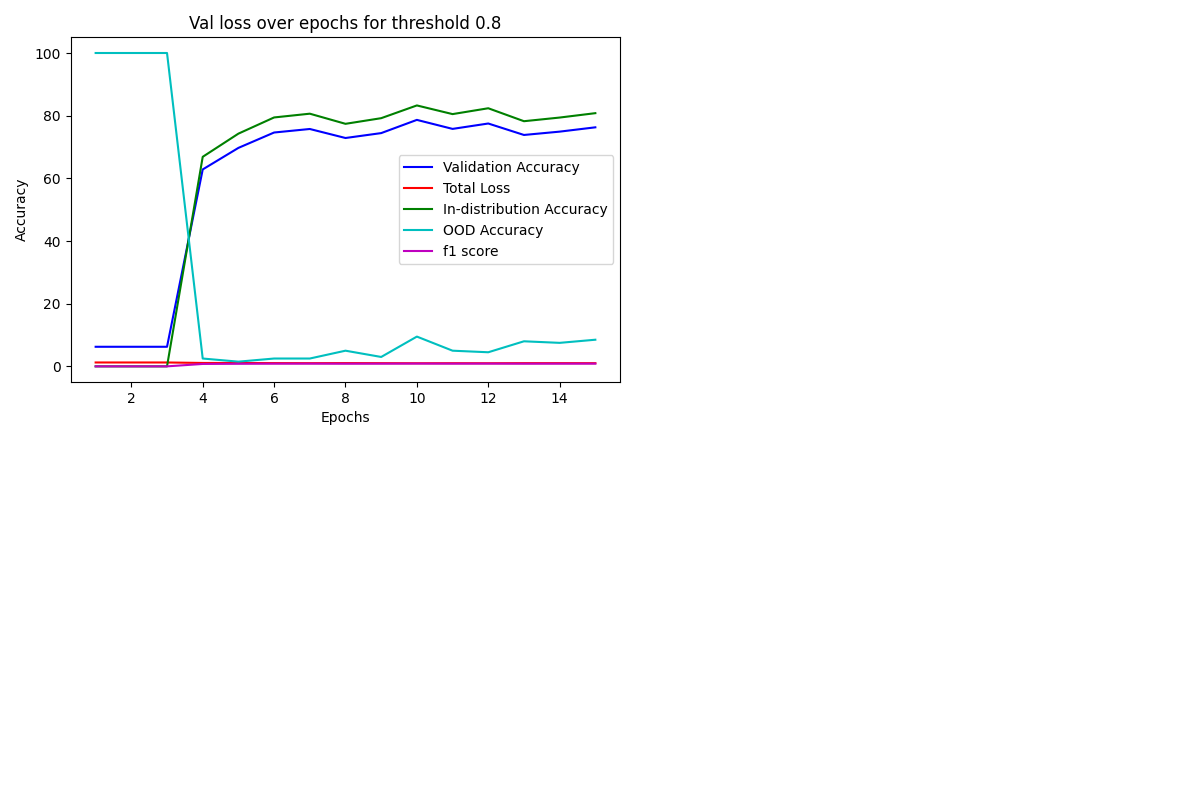 Val loss over epochs for threshold 0.8
Accuracy
100
80
60
40
20
0
Validation Accuracy
Total Loss
In-distribution Accuracy
OOD Accuracy
f1 score
2 4 6 8 10 12 14
Epochs